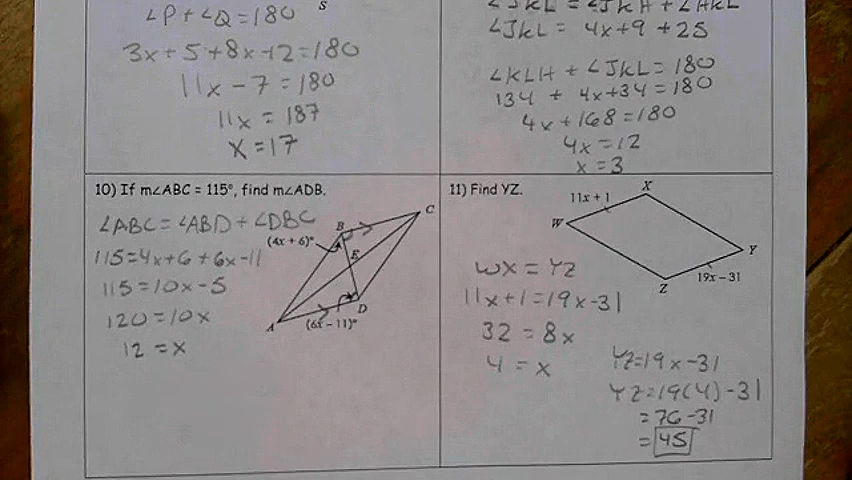 S
∠P + ∠Q = 180
3x + 5 + 8x - 12 = 180
11x - 7 = 180
11x = 187
x = 17
∠JKL = ∠JKH + ∠HKL
∠JKL = 4x + 9 + 25
∠KLH + ∠JKL = 180
134 + 4x + 34 = 180
4x + 168 = 180
4x = 12
x = 3
10) If m∠ABC = 115°, find m∠ADB.
∠ABC = ∠ABD + ∠DBC
115 = 4x + 6 + 6x - 11
115 = 10x - 5
120 = 10x
12 = x
C
B
(4x + 6)°
E
D
A
(6x – 11)°
11) Find YZ.
X
11x + 1
W
Y
Z
19x – 31
WX = YZ
11x + 1 = 19x - 31
32 = 8x
4 = x
YZ = 19x - 31
YZ = 19(4) - 31
= 76 - 31
= 45